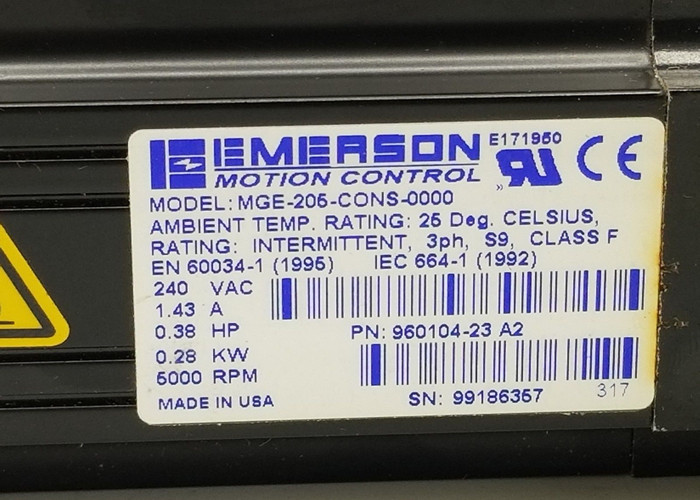 EMERSON E171950
MOTION CONTROL
MODEL: MGE-205-CONS-0000
AMBIENT TEMP. RATING: 25 Deg. CELSIUS,
RATING: INTERMITTENT, 3ph, S9, CLASS F
EN 60034-1 (1995) IEC 664-1 (1992)
240 VAC
1.43 A
0.38 HP PN: 960104-23 A2
0.28 KW
5000 RPM
MADE IN USA SN: 99186357 317